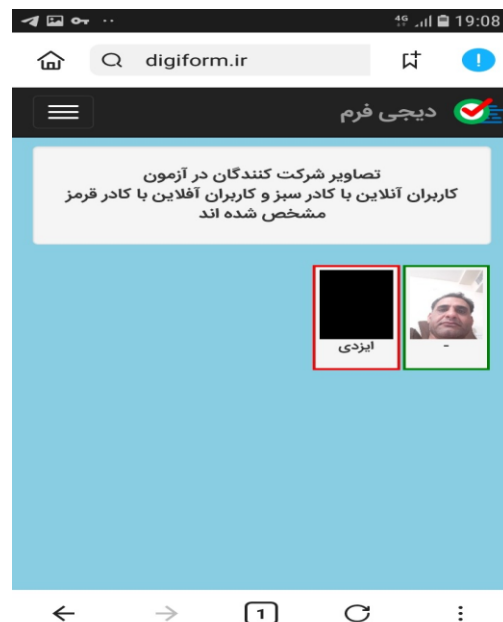 4G 19:08
digiform.ir
دیجی فرم
تصاویر شرکت کنندگان در آزمون
کاربران آنلاین با کادر سبز و کاربران آفلاین با کادر قرمز
مشخص شده اند
- ایزدی
1